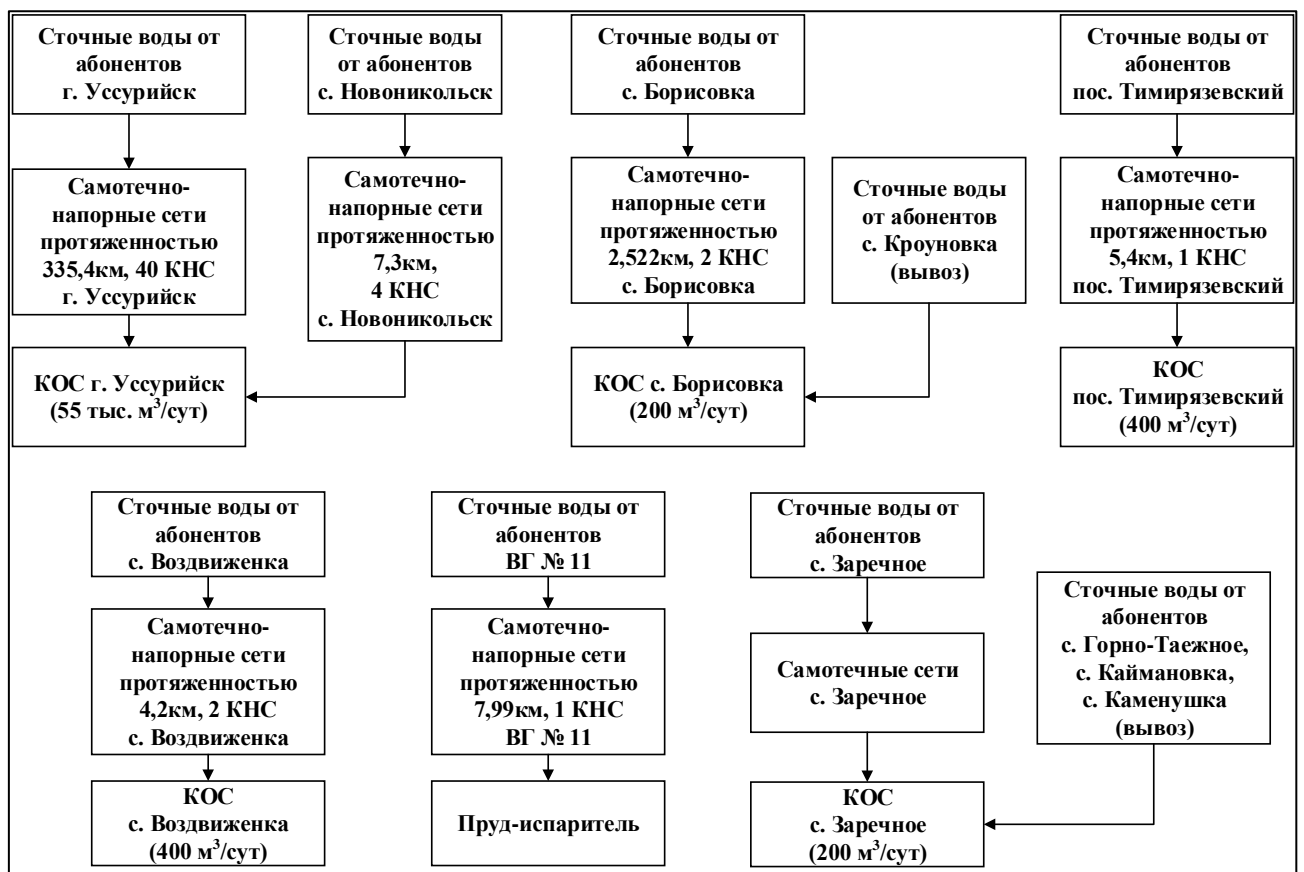 Сточные воды от
абонентов
г. Уссурийск
Сточные воды
от абонентов
с. Новоникольск
Сточные воды от
абонентов
с. Борисовка
Сточные воды от
абонентов
пос. Тимирязевский
Самотечно-
напорные сети
протяженностью
335,4км, 40 КНС
г. Уссурийск
Самотечно-
напорные сети
протяженностью
7,3км,
4 КНС
с. Новоникольск
Самотечно-
напорные сети
протяженностью
2,522км, 2 КНС
с. Борисовка
Сточные воды
от абонентов
с. Кроуновка
(вывоз)
Самотечно-
напорные сети
протяженностью
5,4км, 1 КНС
пос. Тимирязевский
КОС г. Уссурийск
(55 тыс. м³/сут)
КОС с. Борисовка
(200 м³/сут)
КОС
пос. Тимирязевский
(400 м³/сут)
Сточные воды от
абонентов
с. Воздвиженка
Сточные воды от
абонентов
ВГ № 11
Сточные воды от
абонентов
с. Заречное
Самотечно-
напорные сети
протяженностью
4,2км, 2 КНС
с. Воздвиженка
Самотечно-
напорные сети
протяженностью
7,99км, 1 КНС
ВГ № 11
Самотечные сети
с. Заречное
Сточные воды от
абонентов
с. Горно-Таежное,
с. Каймановка,
с. Каменушка
(вывоз)
КОС
с. Воздвиженка
(400 м³/сут)
Пруд-испаритель
КОС
с. Заречное
(200 м³/сут)